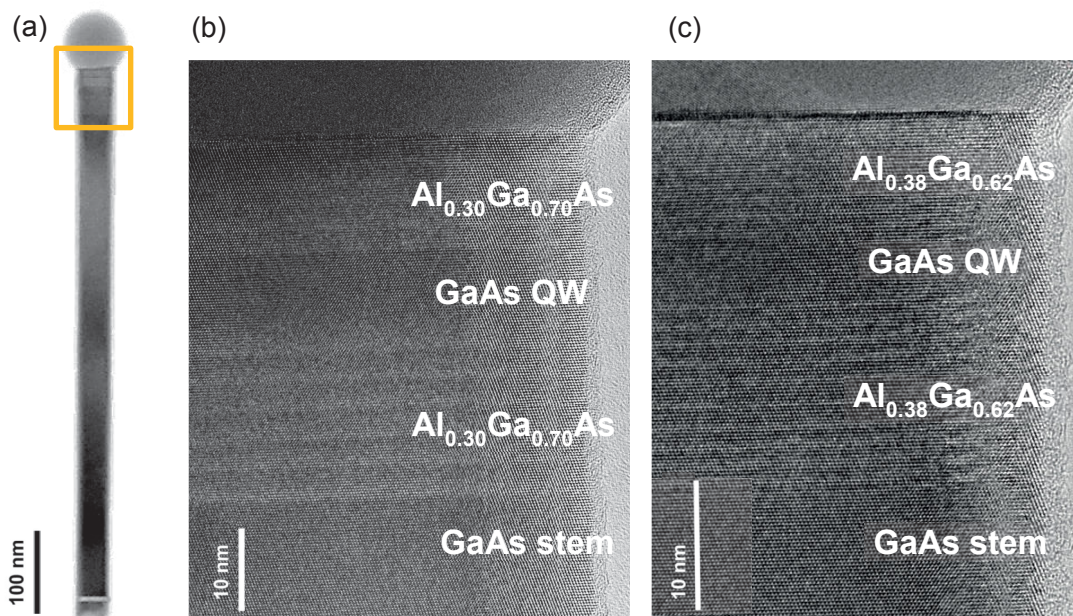 (a)
(b)
(c)
Al0.30Ga0.70As
GaAs QW
Al0.30Ga0.70As
GaAs stem
Al0.38Ga0.62As
GaAs QW
Al0.38Ga0.62As
GaAs stem
100 nm
10 nm
10 nm